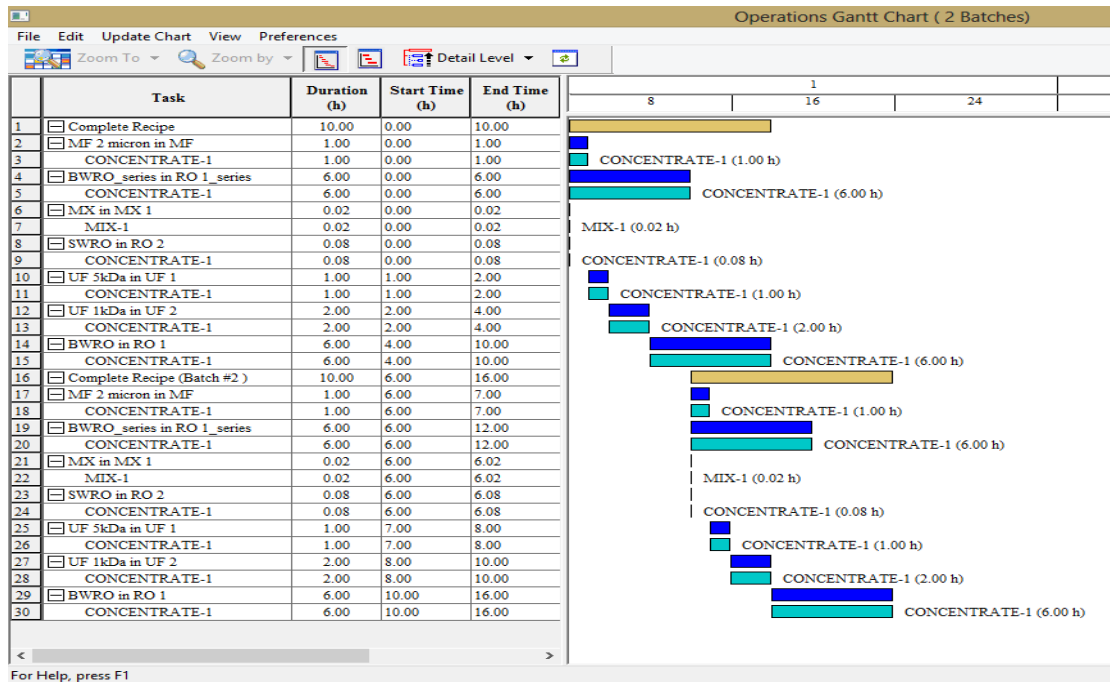 Operations Gantt Chart ( 2 Batches)
File Edit Update Chart View Preferences
Zoom To Zoom by Detail Level
Task Duration (h) Start Time (h) End Time (h)
1
8 16 24
1 Complete Recipe 10.00 0.00 10.00
2 MF 2 micron in MF 1.00 0.00 1.00
3 CONCENTRATE-1 1.00 0.00 1.00 CONCENTRATE-1 (1.00 h)
4 BWRO_series in RO 1_series 6.00 0.00 6.00
5 CONCENTRATE-1 6.00 0.00 6.00 CONCENTRATE-1 (6.00 h)
6 MX in MX 1 0.02 0.00 0.02
7 MIX-1 0.02 0.00 0.02 MIX-1 (0.02 h)
8 SWRO in RO 2 0.08 0.00 0.08
9 CONCENTRATE-1 0.08 0.00 0.08 CONCENTRATE-1 (0.08 h)
10 UF 5kDa in UF 1 1.00 1.00 2.00
11 CONCENTRATE-1 1.00 1.00 2.00 CONCENTRATE-1 (1.00 h)
12 UF 1kDa in UF 2 2.00 2.00 4.00
13 CONCENTRATE-1 2.00 2.00 4.00 CONCENTRATE-1 (2.00 h)
14 BWRO in RO 1 6.00 4.00 10.00
15 CONCENTRATE-1 6.00 4.00 10.00 CONCENTRATE-1 (6.00 h)
16 Complete Recipe (Batch #2 ) 10.00 6.00 16.00
17 MF 2 micron in MF 1.00 6.00 7.00
18 CONCENTRATE-1 1.00 6.00 7.00 CONCENTRATE-1 (1.00 h)
19 BWRO_series in RO 1_series 6.00 6.00 12.00
20 CONCENTRATE-1 6.00 6.00 12.00 CONCENTRATE-1 (6.00 h)
21 MX in MX 1 0.02 6.00 6.02
22 MIX-1 0.02 6.00 6.02 MIX-1 (0.02 h)
23 SWRO in RO 2 0.08 6.00 6.08
24 CONCENTRATE-1 0.08 6.00 6.08 CONCENTRATE-1 (0.08 h)
25 UF 5kDa in UF 1 1.00 7.00 8.00
26 CONCENTRATE-1 1.00 7.00 8.00 CONCENTRATE-1 (1.00 h)
27 UF 1kDa in UF 2 2.00 8.00 10.00
28 CONCENTRATE-1 2.00 8.00 10.00 CONCENTRATE-1 (2.00 h)
29 BWRO in RO 1 6.00 10.00 16.00
30 CONCENTRATE-1 6.00 10.00 16.00 CONCENTRATE-1 (6.00 h)
For Help, press F1